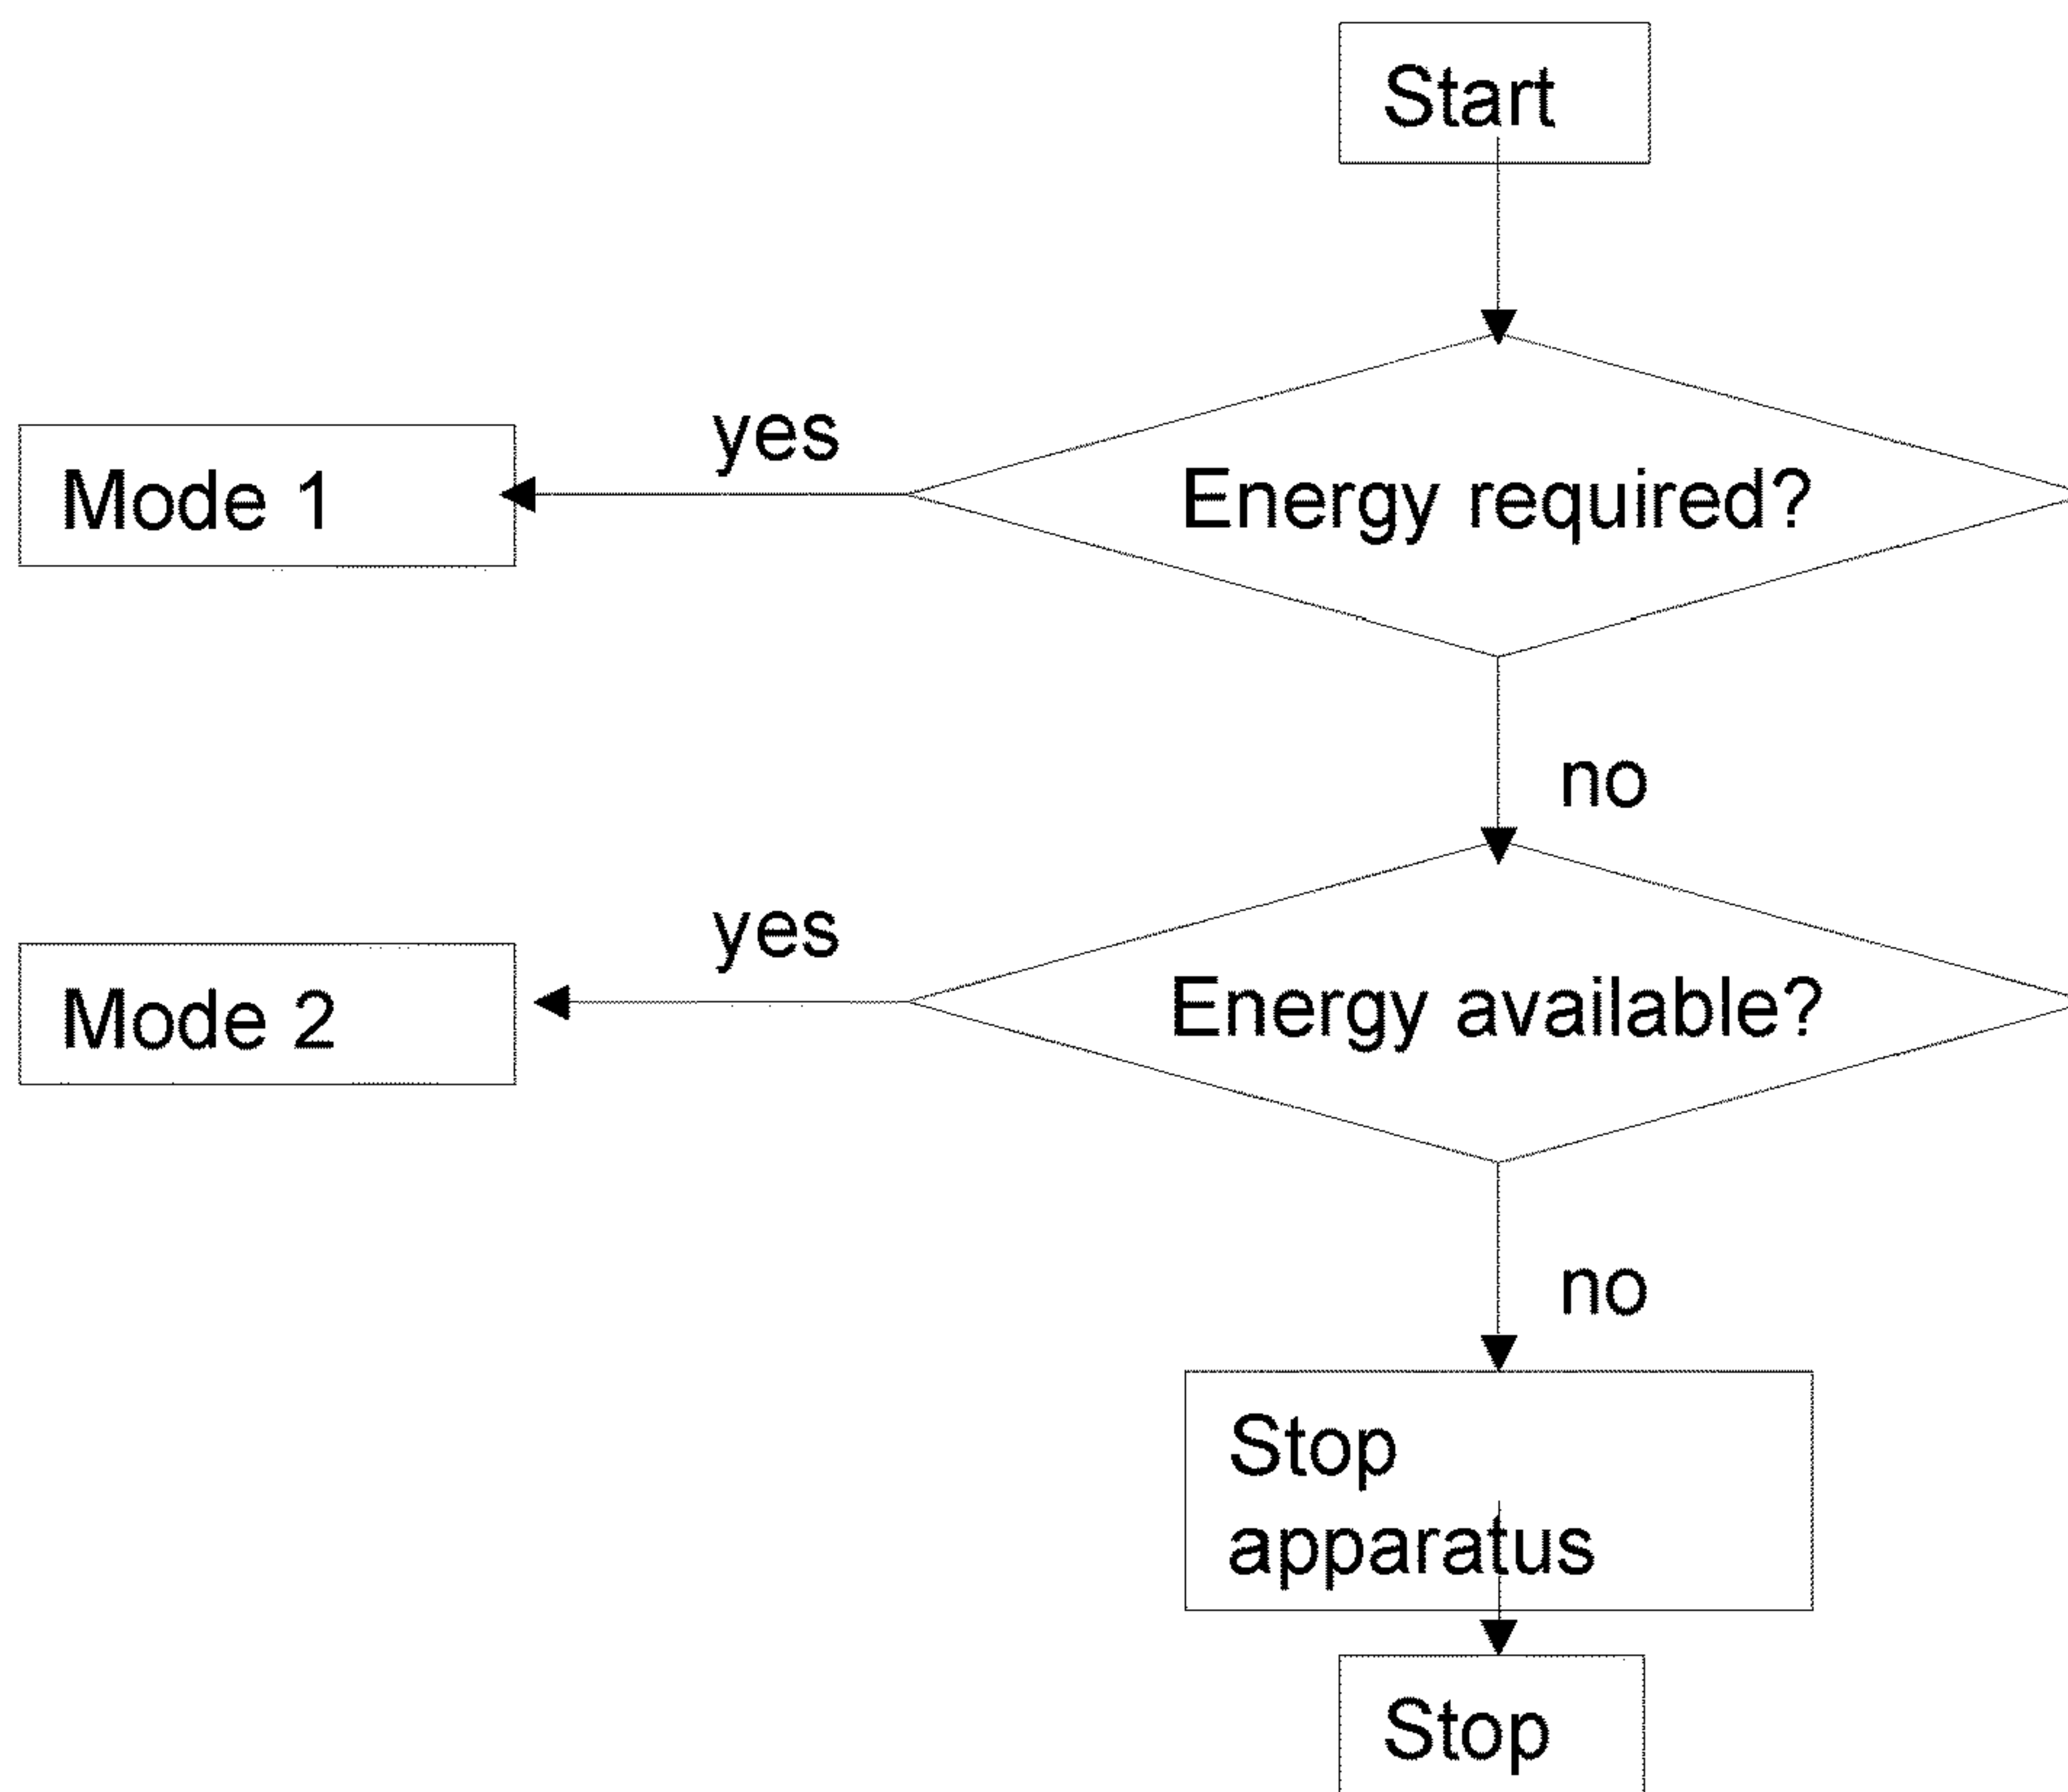 Start
yes
Mode 1
Energy required?
no
yes
Mode 2
Energy available?
no
Stop
apparatus
Stop